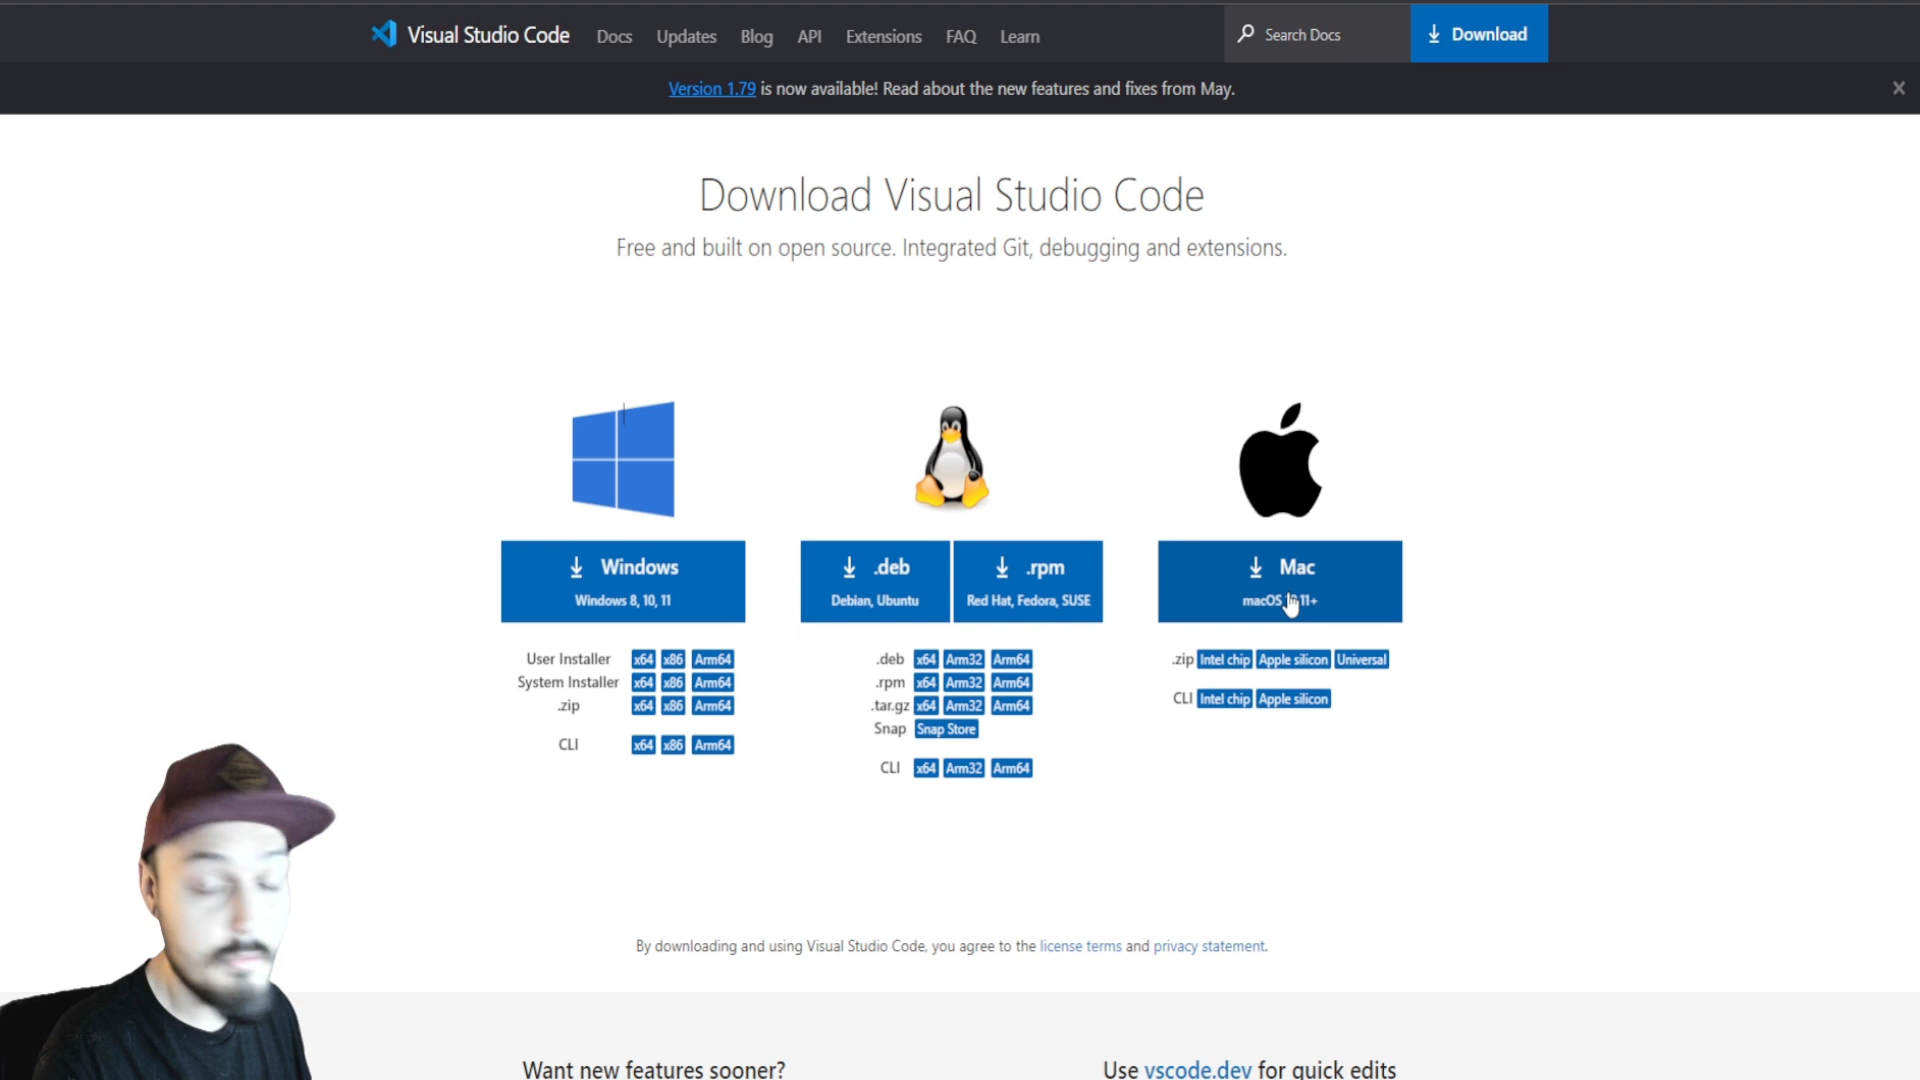 Visual Studio Code Docs Updates Blog API Extensions FAQ Learn Search Docs Download
Version 1.79 is now available! Read about the new features and fixes from May.
Download Visual Studio Code
Free and built on open source. Integrated Git, debugging and extensions.
Windows
Windows 8, 10, 11
User Installer x64 x86 Arm64
System Installer x64 x86 Arm64
.zip x64 x86 Arm64
CLI x64 x86 Arm64
.deb
Debian, Ubuntu
.rpm
Red Hat, Fedora, SUSE
.deb x64 Arm32 Arm64
.rpm x64 Arm32 Arm64
.tar.gz x64 Arm32 Arm64
Snap Snap Store
CLI x64 Arm32 Arm64
Mac
macOS
.zip Intel chip Apple silicon Universal
CLI Intel chip Apple silicon
By downloading and using Visual Studio Code, you agree to the license terms and privacy statement.
Want new features sooner?
Use vscode.dev for quick edits